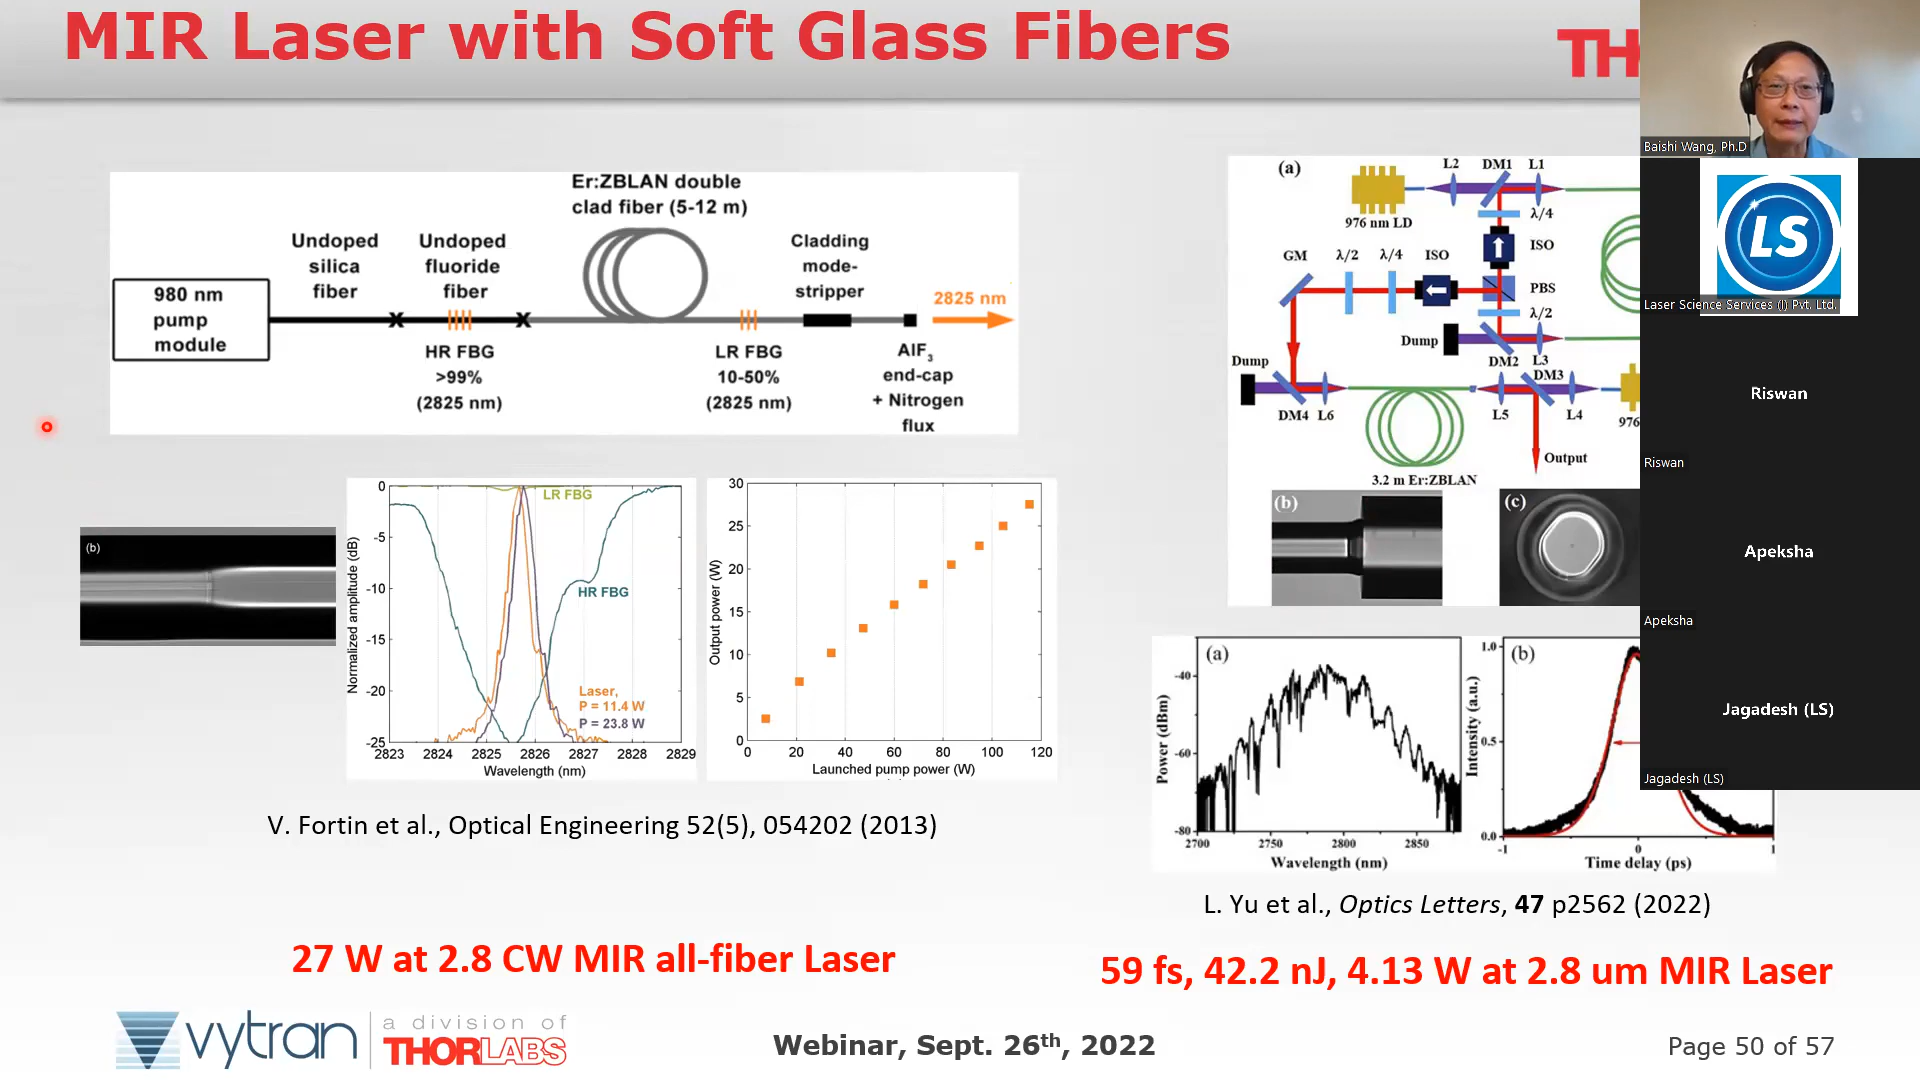 MIR Laser with Soft Glass Fibers
Er:ZBLAN double
clad fiber (5-12 m)
Undoped
silica
fiber
Undoped
fluoride
fiber
Cladding
mode-
stripper
980 nm
pump
module
2825 nm
HR FBG
>99%
(2825 nm)
LR FBG
10-50%
(2825 nm)
AlF3
end-cap
+ Nitrogen
flux
(b)
Normalized amplitude (dB)
0
-5
-10
-15
-20
-25
LR FBG
HR FBG
Laser,
P = 11.4 W
P = 23.8 W
2823 2824 2825 2826 2827 2828 2829
Wavelength (nm)
Output power (W)
30
25
20
15
10
5
0
0 20 40 60 80 100 120
Launched pump power (W)
V. Fortin et al., Optical Engineering 52(5), 054202 (2013)
27 W at 2.8 CW MIR all-fiber Laser
(a)
L2 DM1 L1
976 nm LD
λ/4
ISO
GM λ/2 λ/4 ISO
PBS
λ/2
Dump
DM2 L3
Dump
DM3
DM4 L6 L5 L4
976
Output
3.2 m Er:ZBLAN
(b)
(c)
(a)
Power (dBm)
-40
-60
-80
2700 2750 2800 2850
Wavelength (nm)
(b)
Intensity (a.u.)
1.0
0.5
0.0
-1 0 1
Time delay (ps)
L. Yu et al., Optics Letters, 47 p2562 (2022)
59 fs, 42.2 nJ, 4.13 W at 2.8 um MIR Laser
vytran
a division of
THORLABS
Webinar, Sept. 26th, 2022
Page 50 of 57
TH
Baishi Wang, Ph.D
LS
Laser Science Services (I) Pvt. Ltd.
Riswan
Riswan
Apeksha
Apeksha
Jagadesh (LS)
Jagadesh (LS)